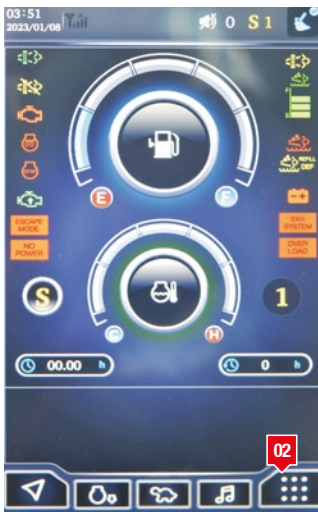 03:51
2023/01/08
0 S 1
REFILL
DEF
ESCAPE
MODE
EXH
SYSTEM
NO
POWER
OVER
LOAD
E
F
S
1
C
H
00.00 h
0 h
02